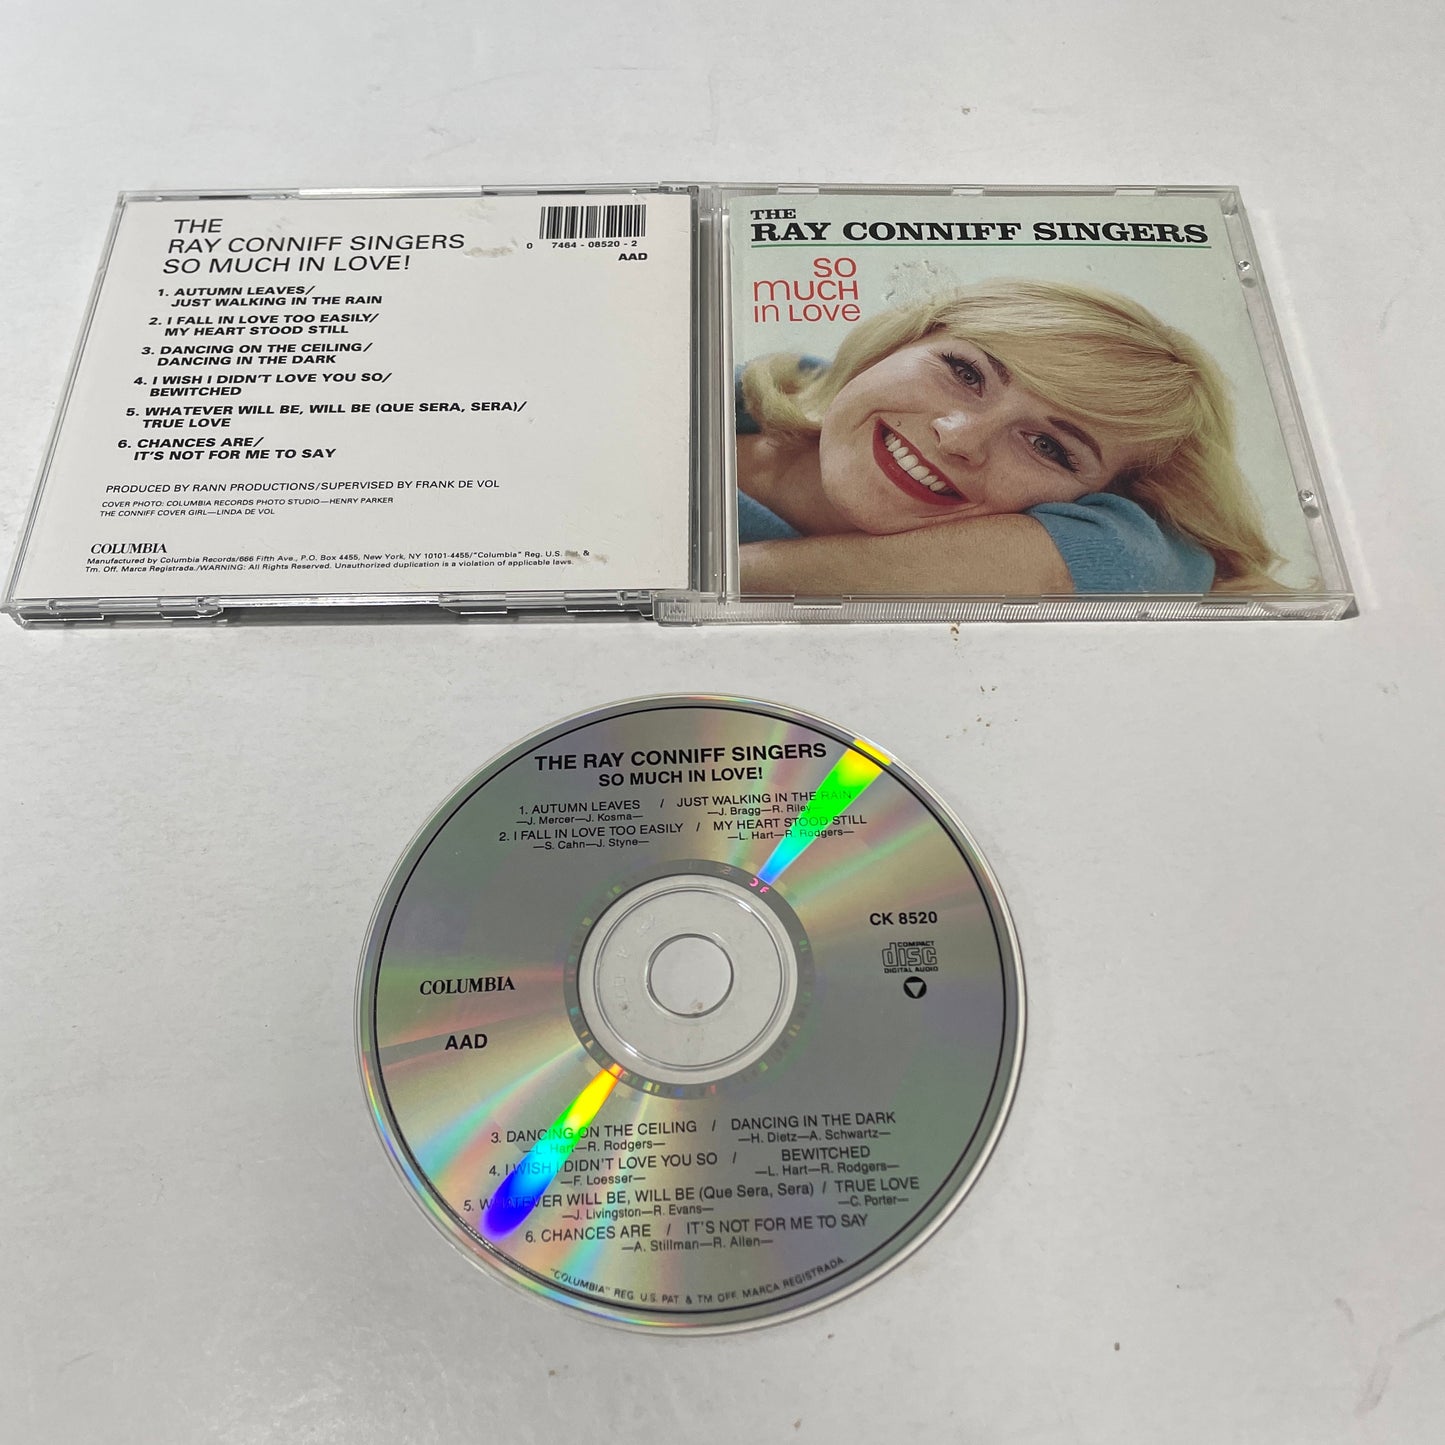 THE
RAY CONNIFF SINGERS
SO MUCH IN LOVE!
0 7464 - 08520 - 2
AAD
1. AUTUMN LEAVES/
JUST WALKING IN THE RAIN
2. I FALL IN LOVE TOO EASILY/
MY HEART STOOD STILL
3. DANCING ON THE CEILING/
DANCING IN THE DARK
4. I WISH I DIDN'T LOVE YOU SO/
BEWITCHED
5. WHATEVER WILL BE, WILL BE (QUE SERA, SERA)/
TRUE LOVE
6. CHANCES ARE/
IT'S NOT FOR ME TO SAY
PRODUCED BY RANN PRODUCTIONS/SUPERVISED BY FRANK DE VOL
COVER PHOTO: COLUMBIA RECORDS PHOTO STUDIO—HENRY PARKER
THE CONNIFF COVER GIRL—LINDA DE VOL
COLUMBIA
Manufactured by Columbia Records/666 Fifth Ave., P.O. Box 4455, New York, NY 10101-4455/"Columbia" Reg. U.S. Pat. &
Tm. Off. Marca Registrada./WARNING: All Rights Reserved. Unauthorized duplication is a violation of applicable laws.
THE
RAY CONNIFF SINGERS
SO
MUCH
IN LOVE
THE RAY CONNIFF SINGERS
SO MUCH IN LOVE!
1. AUTUMN LEAVES / JUST WALKING IN THE RAIN
—J. Mercer—J. Kosma— —J. Bragg—R. Riley—
2. I FALL IN LOVE TOO EASILY / MY HEART STOOD STILL
—S. Cahn—J. Styne— —L. Hart—R. Rodgers—
CK 8520
COMPACT
disc
DIGITAL AUDIO
COLUMBIA
AAD
3. DANCING ON THE CEILING / DANCING IN THE DARK
—L. Hart—R. Rodgers— —H. Dietz—A. Schwartz—
4. I WISH I DIDN'T LOVE YOU SO / BEWITCHED
—F. Loesser— —L. Hart—R. Rodgers—
5. WHATEVER WILL BE, WILL BE (Que Sera, Sera) / TRUE LOVE
—J. Livingston—R. Evans— —C. Porter—
6. CHANCES ARE / IT'S NOT FOR ME TO SAY
—A. Stillman—R. Allen—
"COLUMBIA" REG. U.S. PAT. & TM OFF. MARCA REGISTRADA.